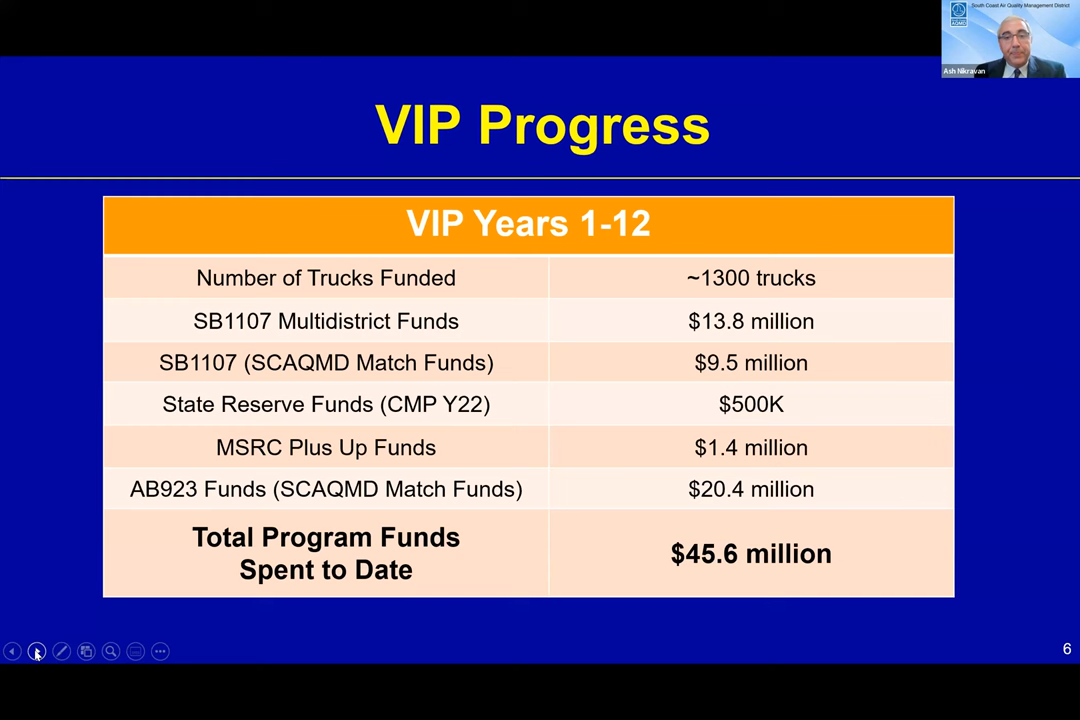 South Coast Air Quality Management District
AQMD
Ash Nikravan
VIP Progress
VIP Years 1-12
Number of Trucks Funded ~1300 trucks
SB1107 Multidistrict Funds $13.8 million
SB1107 (SCAQMD Match Funds) $9.5 million
State Reserve Funds (CMP Y22) $500K
MSRC Plus Up Funds $1.4 million
AB923 Funds (SCAQMD Match Funds) $20.4 million
Total Program Funds
Spent to Date $45.6 million
6